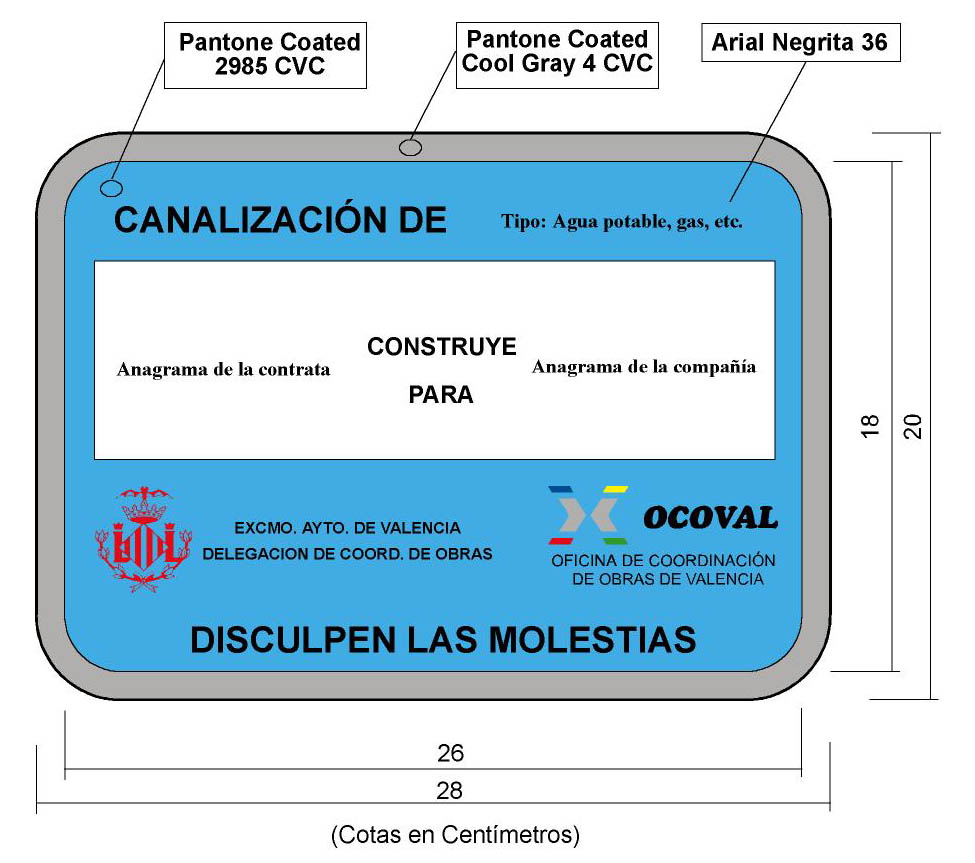 Pantone Coated
2985 CVC
Pantone Coated
Cool Gray 4 CVC
Arial Negrita 36
CANALIZACIÓN DE
Tipo: Agua potable, gas, etc.
CONSTRUYE
PARA
Anagrama de la contrata
Anagrama de la compañía
EXCMO. AYTO. DE VALENCIA
DELEGACION DE COORD. DE OBRAS
OCOVAL
OFICINA DE COORDINACIÓN
DE OBRAS DE VALENCIA
DISCULPEN LAS MOLESTIAS
18
20
26
28
(Cotas en Centímetros)